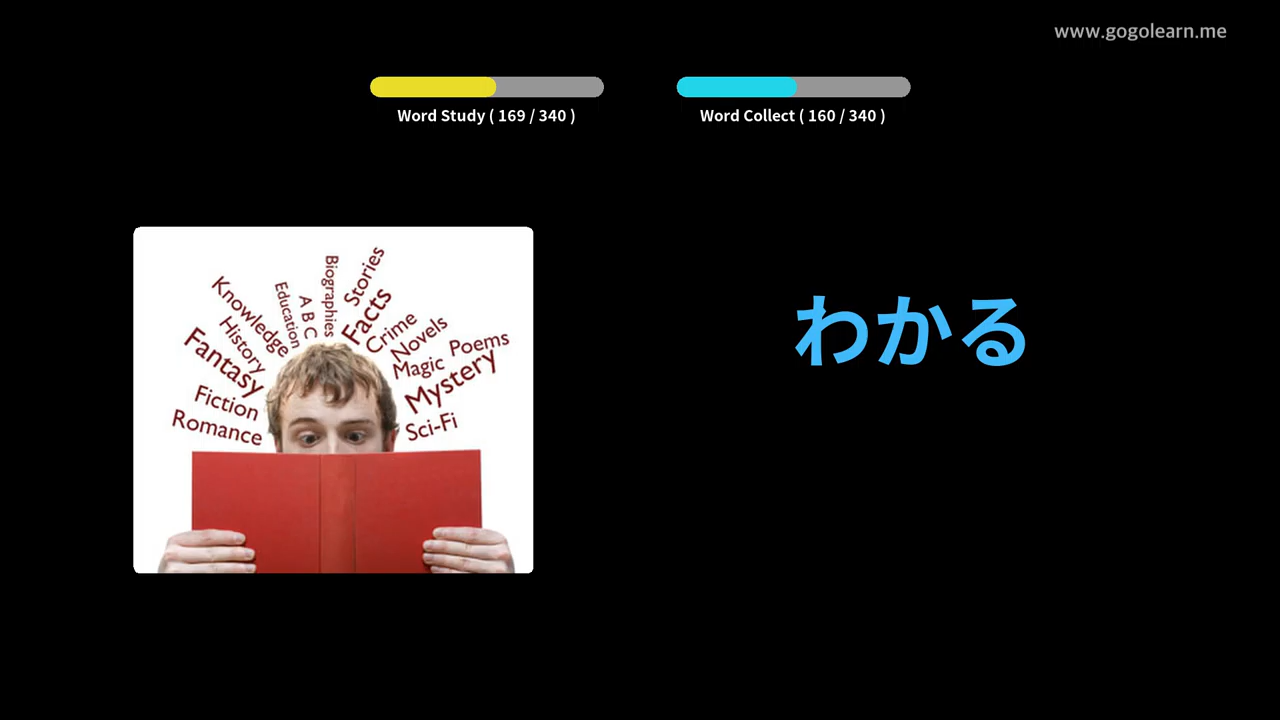 www.gogolearn.me
Word Study ( 169 / 340 )
Word Collect ( 160 / 340 )
Romance
Fiction
Fantasy
History
Knowledge
Education
A B C
Biographies
Stories
Facts
Crime
Novels
Magic
Poems
Mystery
Sci-Fi
わかる